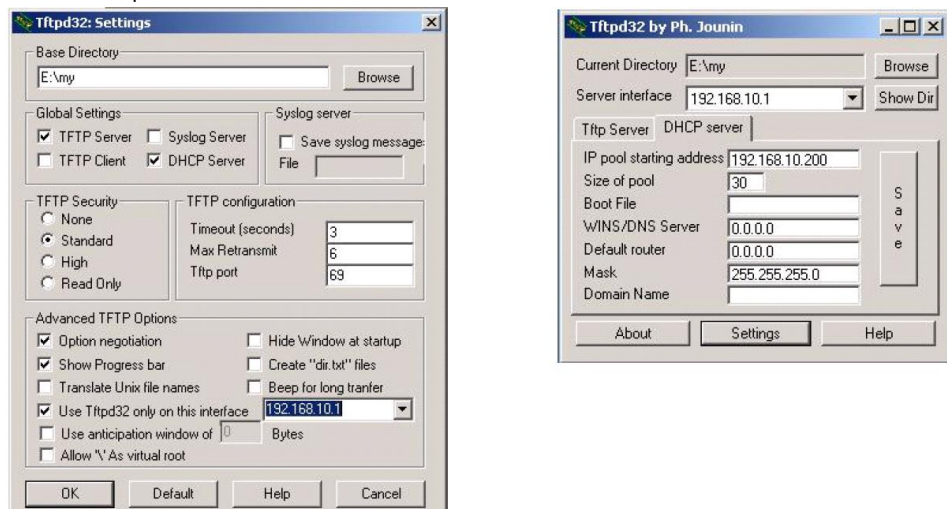 Tftpd32: Settings
Base Directory
E:\my
Browse
Global Settings
TFTP Server
Syslog Server
TFTP Client
DHCP Server
Syslog server
Save syslog message
File
TFTP Security
None
Standard
High
Read Only
TFTP configuration
Timeout (seconds) 3
Max Retransmit 6
Tftp port 69
Advanced TFTP Options
Option negotiation
Hide Window at startup
Show Progress bar
Create "dir.txt" files
Translate Unix file names
Beep for long tranfer
Use Tftpd32 only on this interface 192.168.10.1
Use anticipation window of 0 Bytes
Allow '\' As virtual root
OK
Default
Help
Cancel
Tftpd32 by Ph. Jounin
Current Directory E:\my Browse
Server interface 192.168.10.1 Show Dir
Tftp Server DHCP server
IP pool starting address 192.168.10.200
Size of pool 30
Boot File
WINS/DNS Server 0.0.0.0
Default router 0.0.0.0
Mask 255.255.255.0
Domain Name
Save
About
Settings
Help